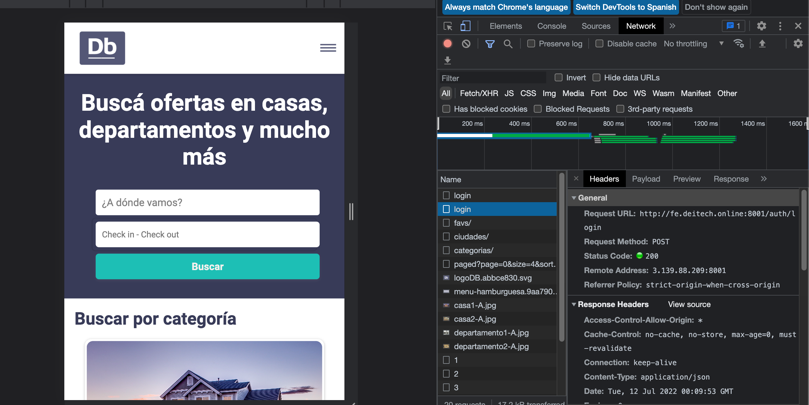 Always match Chrome's language
Switch DevTools to Spanish
Don't show again
Elements
Console
Sources
Network
»
1
Preserve log
Disable cache
No throttling
Filter
Invert
Hide data URLs
All
Fetch/XHR
JS
CSS
Img
Media
Font
Doc
WS
Wasm
Manifest
Other
Has blocked cookies
Blocked Requests
3rd-party requests
200 ms
400 ms
600 ms
800 ms
1000 ms
1200 ms
1400 ms
Name
login
login
favs/
ciudades/
categorias/
paged?page=0&size=4&sort.
logoDB.abbce830.svg
menu-hamburguesa.9aa790..
casa1-A.jpg
casa2-A.jpg
departamento1-A.jpg
departamento2-A.jpg
1
2
3
Headers
Payload
Preview
Response
»
General
Request URL: http://fe.deitech.online:8001/auth/l
ogin
Request Method: POST
Status Code: 200
Remote Address: 3.139.88.209:8001
Referrer Policy: strict-origin-when-cross-origin
Response Headers
View source
Access-Control-Allow-Origin: *
Cache-Control: no-cache, no-store, max-age=0, must
-revalidate
Connection: keep-alive
Content-Type: application/json
Date: Tue, 12 Jul 2022 00:09:53 GMT
Db
Buscá ofertas en casas,
departamentos y mucho
más
¿A dónde vamos?
Check in - Check out
Buscar
Buscar por categoría